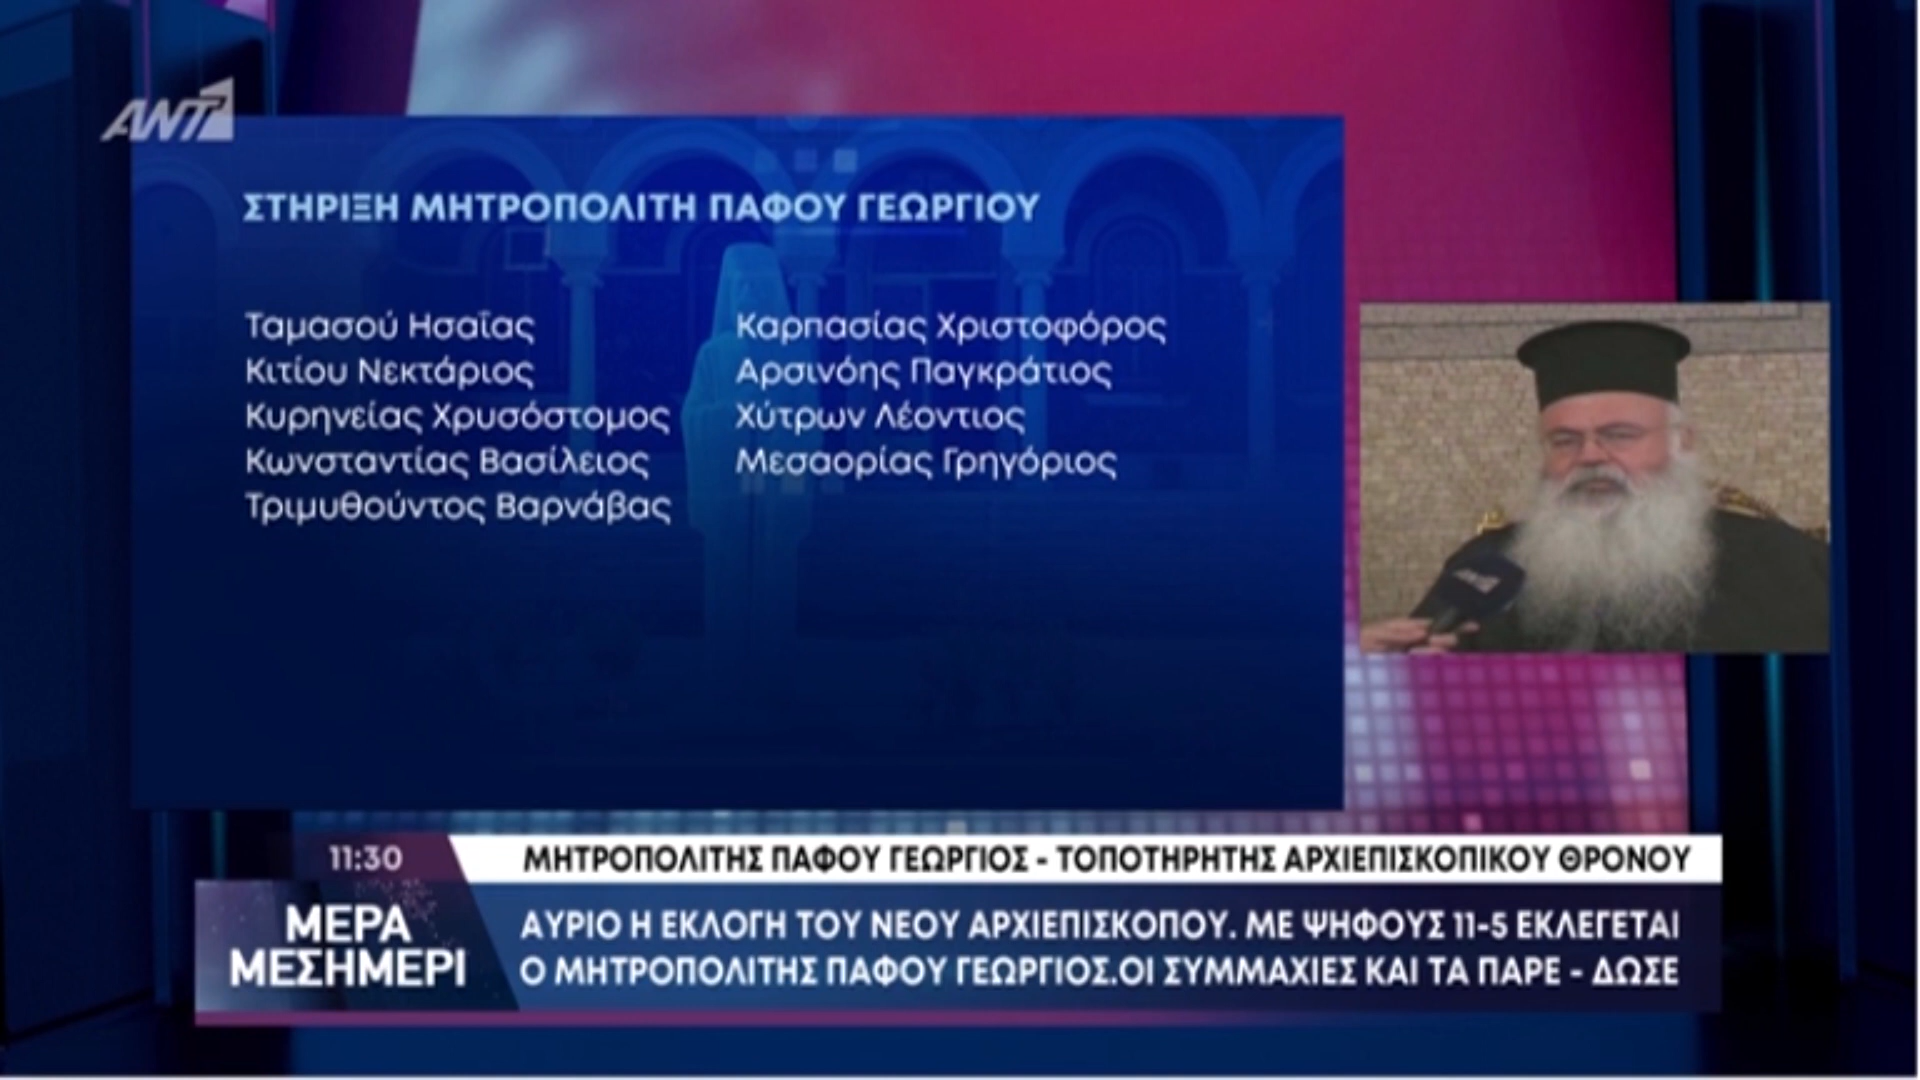 ΑΝΤ1
ΣΤΗΡΙΞΗ ΜΗΤΡΟΠΟΛΙΤΗ ΠΑΦΟΥ ΓΕΩΡΓΙΟΥ
Ταμασού Ησαΐας
Κιτίου Νεκτάριος
Κυρηνείας Χρυσόστομος
Κωνσταντίας Βασίλειος
Τριμυθούντος Βαρνάβας
Καρπασίας Χριστοφόρος
Αρσινόης Παγκράτιος
Χύτρων Λέοντιος
Μεσαορίας Γρηγόριος
11:30
ΜΗΤΡΟΠΟΛΙΤΗΣ ΠΑΦΟΥ ΓΕΩΡΓΙΟΣ - ΤΟΠΟΤΗΡΗΤΗΣ ΑΡΧΙΕΠΙΣΚΟΠΙΚΟΥ ΘΡΟΝΟΥ
ΜΕΡΑ
ΜΕΣΗΜΕΡΙ
ΑΥΡΙΟ Η ΕΚΛΟΓΗ ΤΟΥ ΝΕΟΥ ΑΡΧΙΕΠΙΣΚΟΠΟΥ. ΜΕ ΨΗΦΟΥΣ 11-5 ΕΚΛΕΓΕΤΑΙ
Ο ΜΗΤΡΟΠΟΛΙΤΗΣ ΠΑΦΟΥ ΓΕΩΡΓΙΟΣ.ΟΙ ΣΥΜΜΑΧΙΕΣ ΚΑΙ ΤΑ ΠΑΡΕ - ΔΩΣΕ